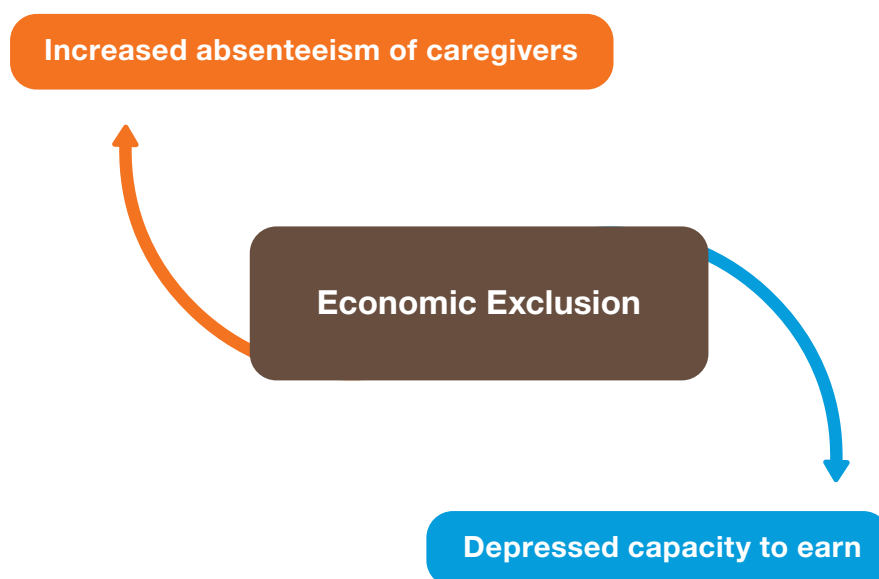 Increased absenteeism of caregivers
Economic Exclusion
Depressed capacity to earn